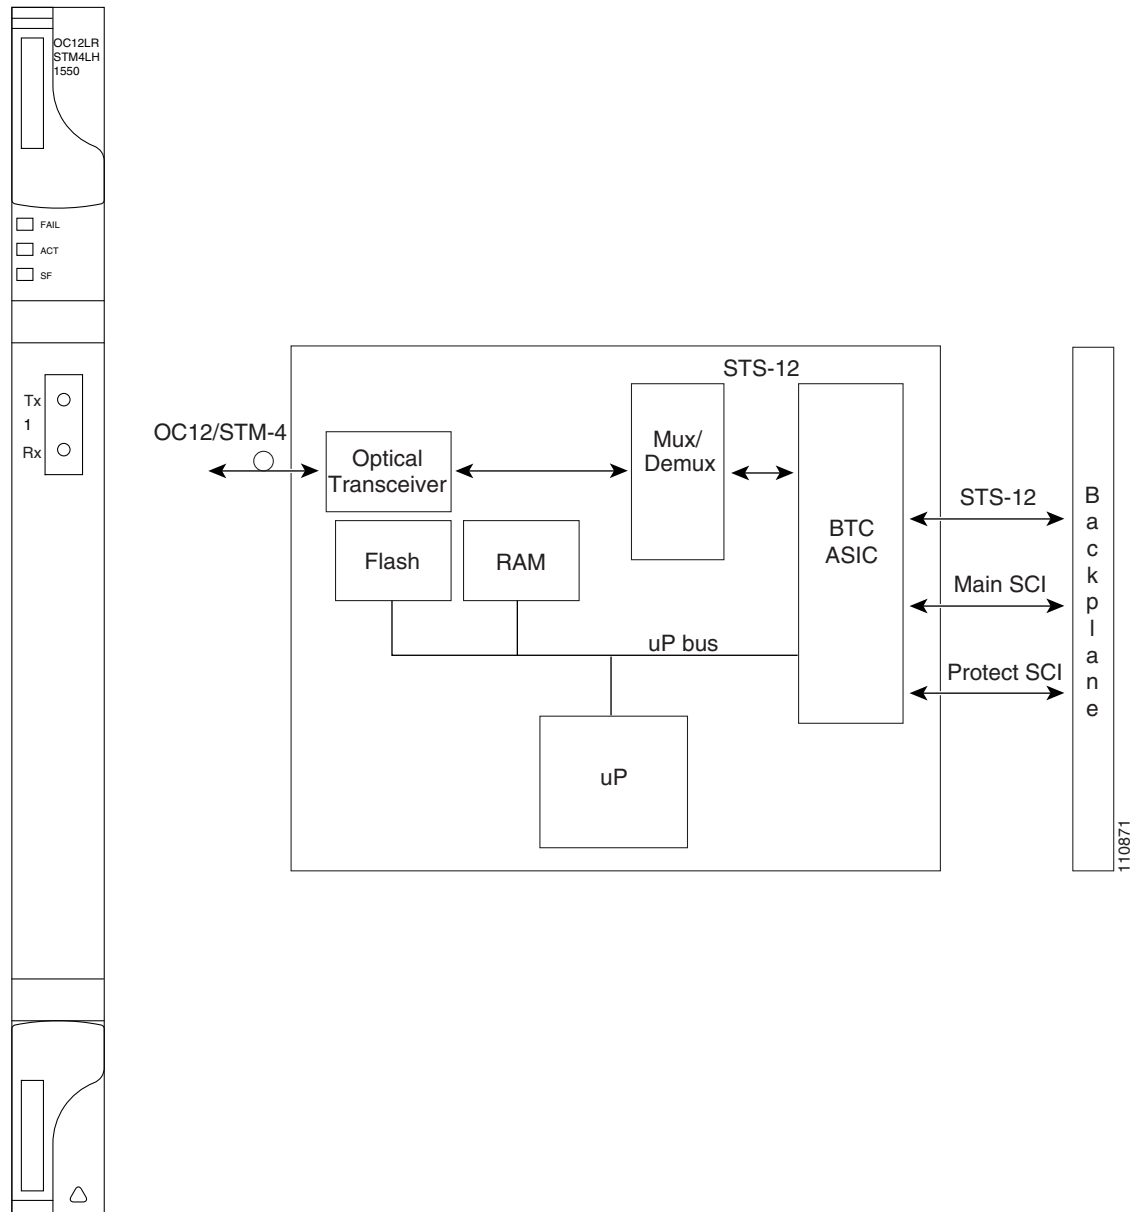 OC12LR
STM4LH
1550
FAIL
ACT
SF
Tx
1
Rx
OC12/STM-4
Optical
Transceiver
Flash
RAM
Mux/
Demux
STS-12
BTC
ASIC
uP bus
uP
STS-12
Main SCI
Protect SCI
Backplane
110871